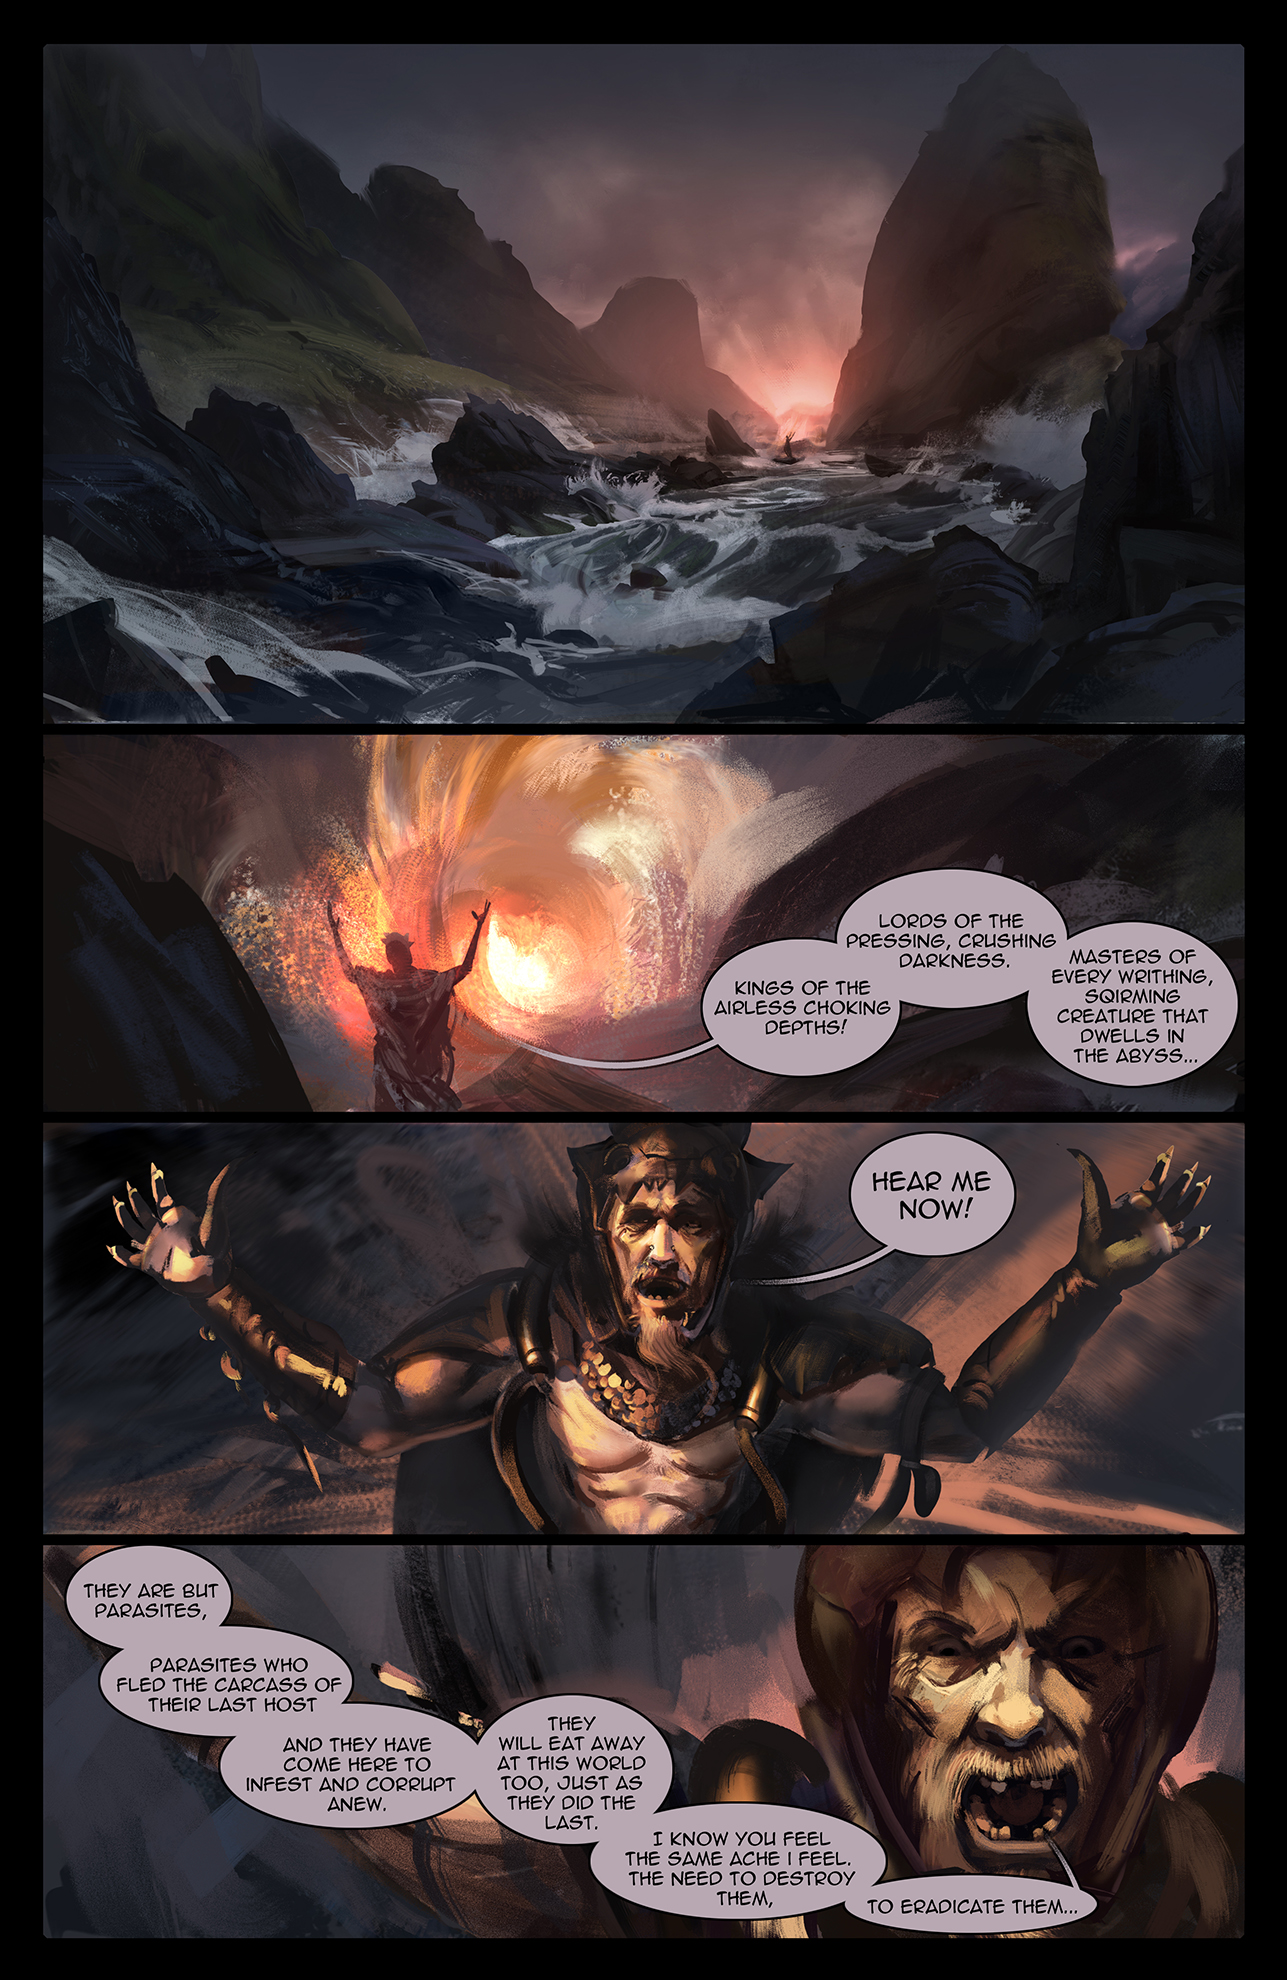 KINGS OF THE
AIRLESS CHOKING
DEPTHS!
LORDS OF THE
PRESSING, CRUSHING
DARKNESS.
MASTERS OF
EVERY WRITHING,
SQIRMING
CREATURE THAT
DWELLS IN
THE ABYSS...
HEAR ME
NOW!
THEY ARE BUT
PARASITES,
PARASITES WHO
FLED THE CARCASS OF
THEIR LAST HOST
AND THEY HAVE
COME HERE TO
INFEST AND CORRUPT
ANEW.
THEY
WILL EAT AWAY
AT THIS WORLD
TOO, JUST AS
THEY DID THE
LAST.
I KNOW YOU FEEL
THE SAME ACHE I FEEL.
THE NEED TO DESTROY
THEM,
TO ERADICATE THEM...